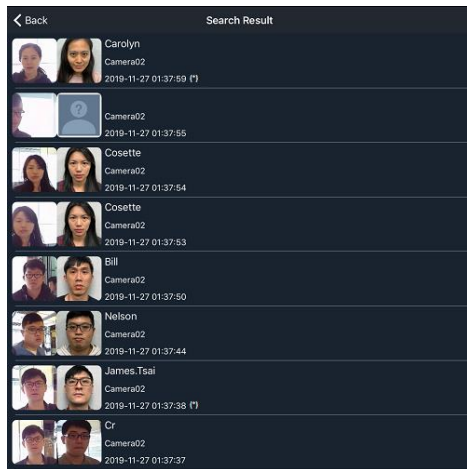 Back
Search Result
Carolyn
Camera02
2019-11-27 01:37:59 (*)
?
Camera02
2019-11-27 01:37:55
Cosette
Camera02
2019-11-27 01:37:54
Cosette
Camera02
2019-11-27 01:37:53
Bill
Camera02
2019-11-27 01:37:50
Nelson
Camera02
2019-11-27 01:37:44
James.Tsai
Camera02
2019-11-27 01:37:38 (*)
Cr
Camera02
2019-11-27 01:37:37